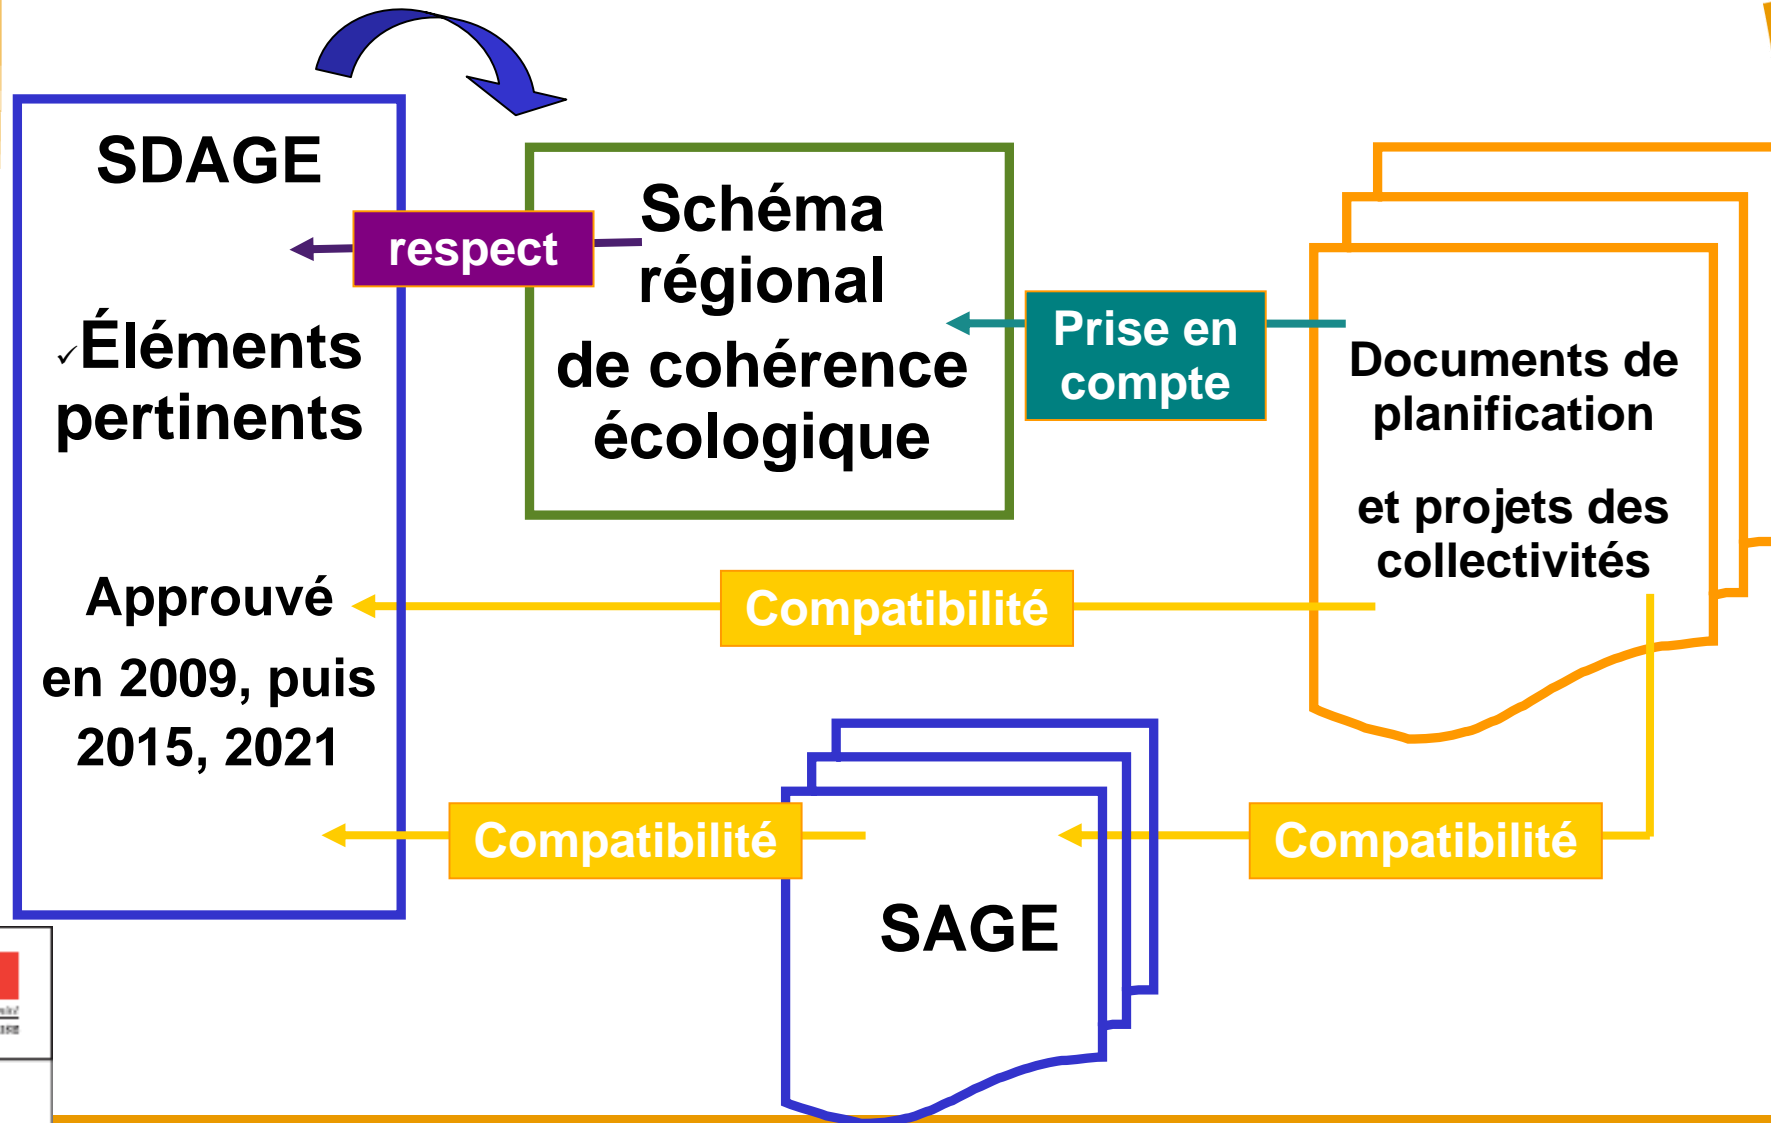 SDAGE
✓Éléments
pertinents
Approuvé
en 2009, puis
2015, 2021
respect
Schéma
régional
de cohérence
écologique
Prise en
compte
Documents de
planification
et projets des
collectivités
Compatibilité
Compatibilité
Compatibilité
SAGE